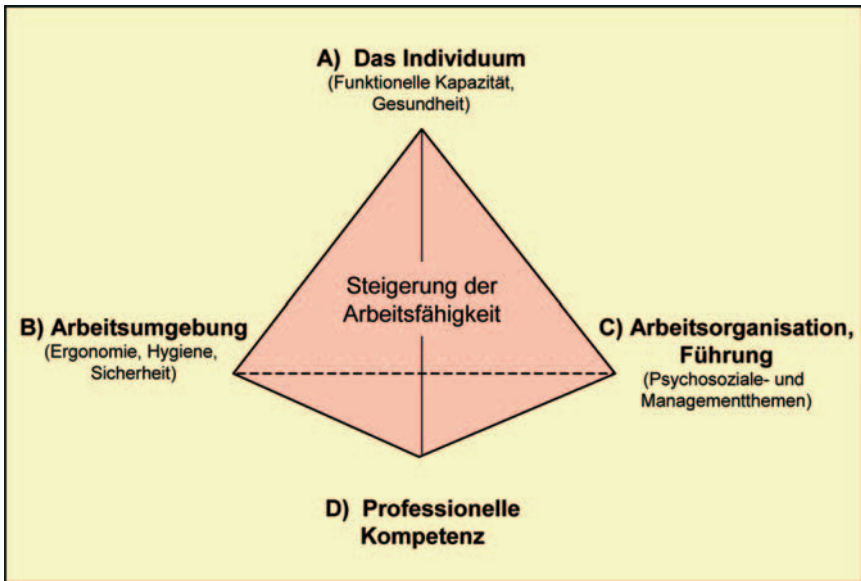 A) Das Individuum
(Funktionelle Kapazität,
Gesundheit)
Steigerung der
Arbeitsfähigkeit
B) Arbeitsumgebung
(Ergonomie, Hygiene,
Sicherheit)
C) Arbeitsorganisation,
Führung
(Psychosoziale- und
Managementthemen)
D) Professionelle
Kompetenz